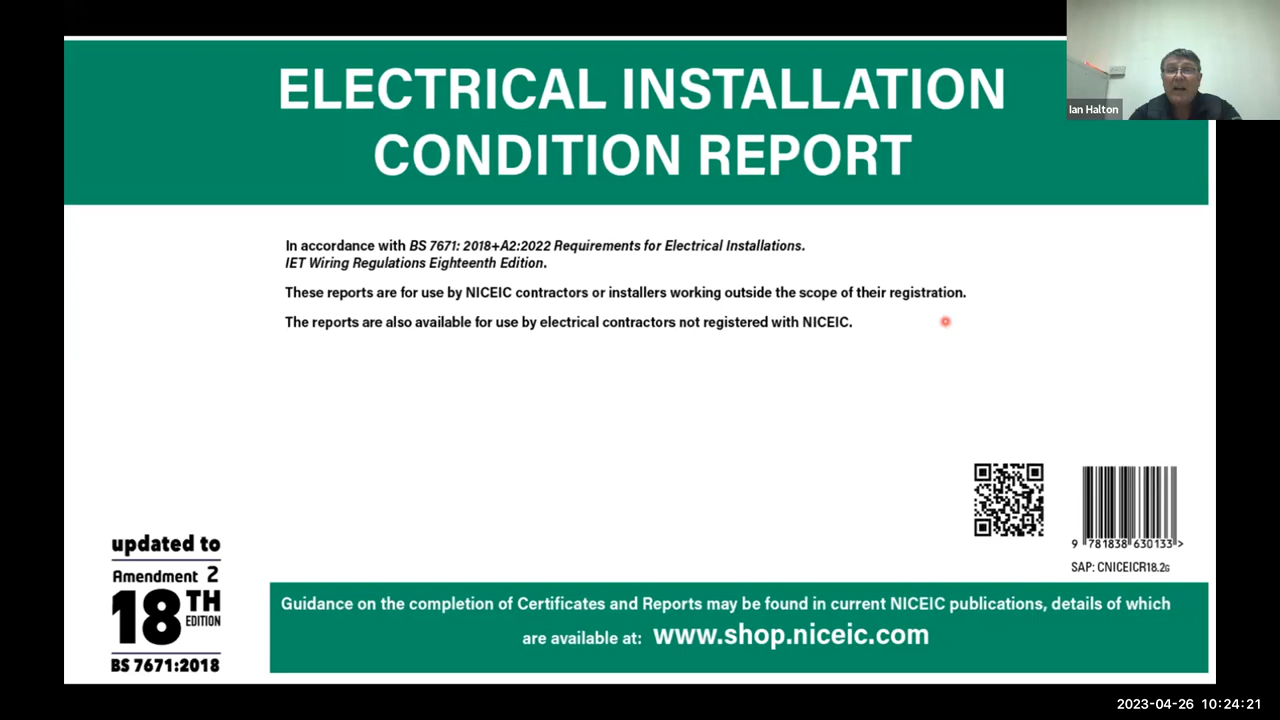 ELECTRICAL INSTALLATION
CONDITION REPORT
Ian Halton
In accordance with BS 7671: 2018+A2:2022 Requirements for Electrical Installations.
IET Wiring Regulations Eighteenth Edition.
These reports are for use by NICEIC contractors or installers working outside the scope of their registration.
The reports are also available for use by electrical contractors not registered with NICEIC.
9 781838 630133 >
SAP: CNICEICR18.2G
updated to
Amendment 2
18TH EDITION
BS 7671:2018
Guidance on the completion of Certificates and Reports may be found in current NICEIC publications, details of which
are available at: www.shop.niceic.com
2023-04-26 10:24:21